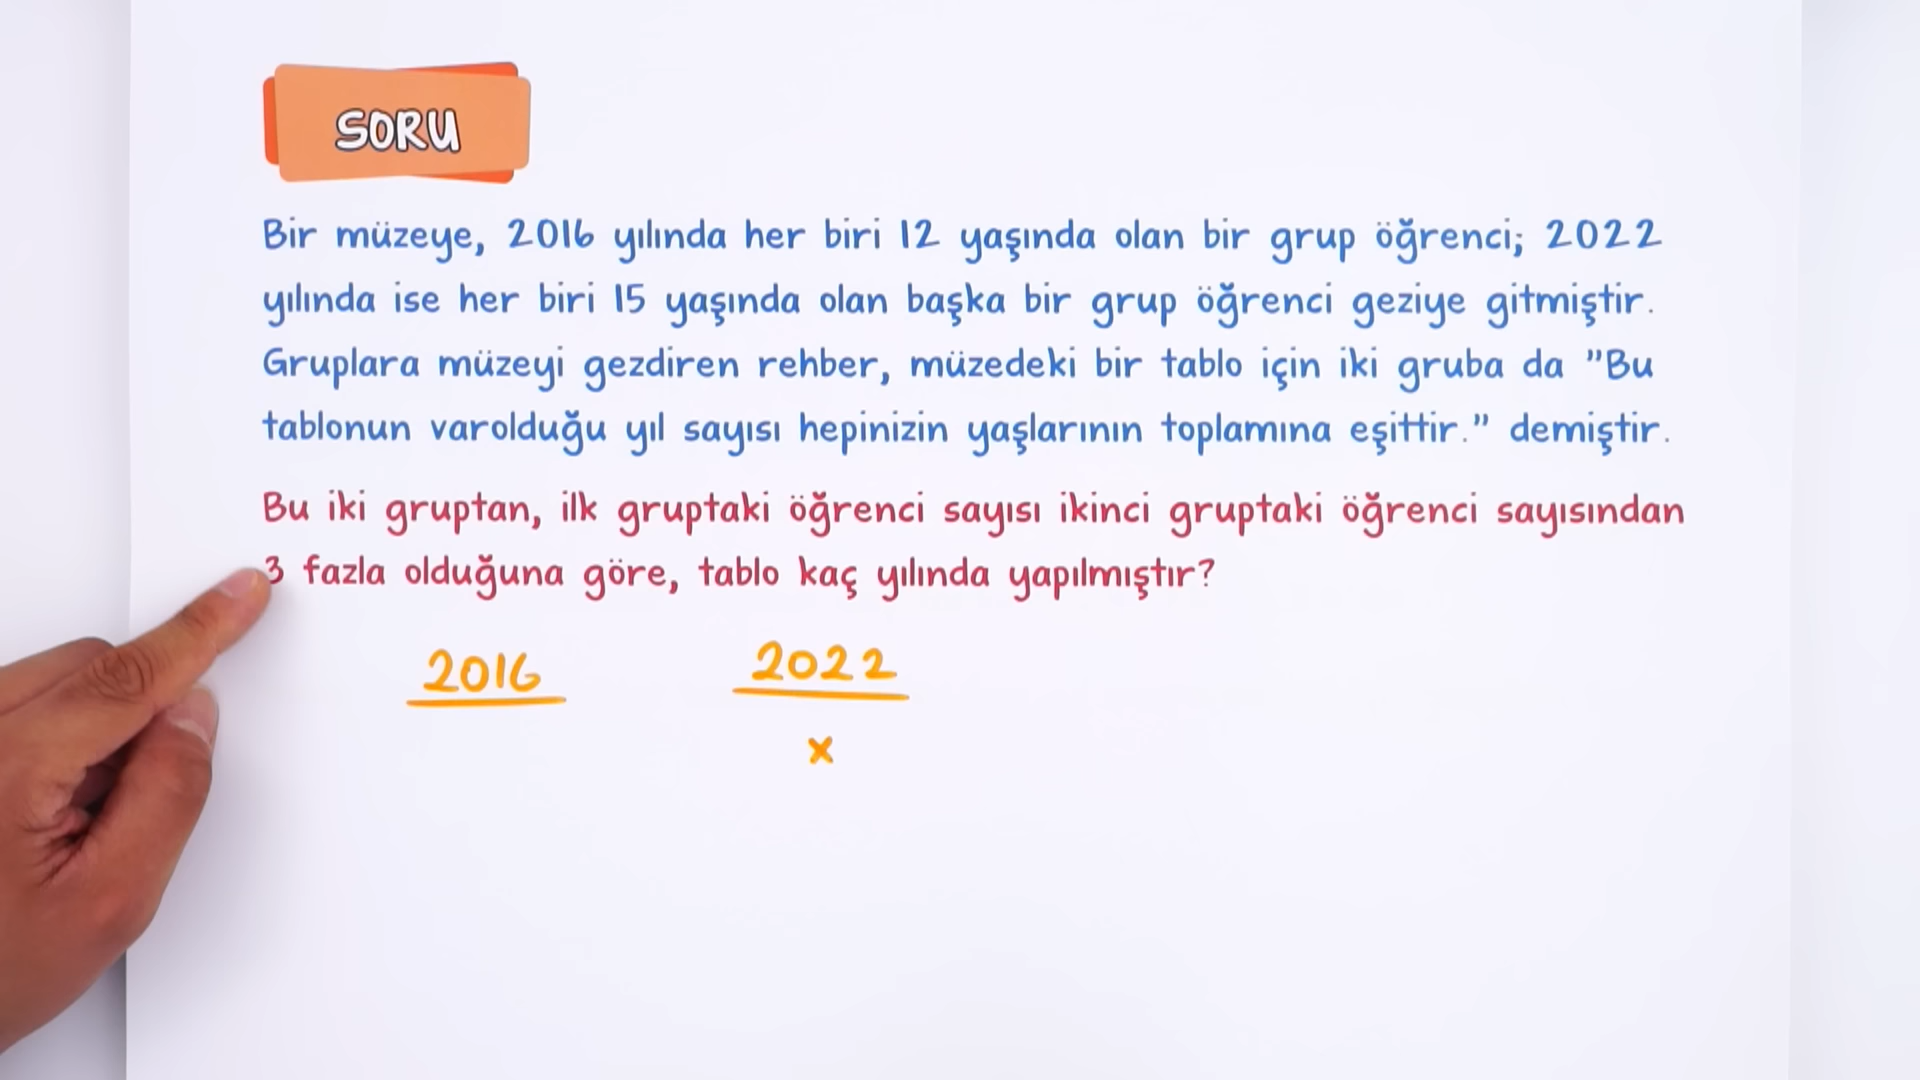 SORU
Bir müzeye, 2016 yılında her biri 12 yaşında olan bir grup öğrenci; 2022
yılında ise her biri 15 yaşında olan başka bir grup öğrenci geziye gitmiştir.
Gruplara müzeyi gezdiren rehber, müzedeki bir tablo için iki gruba da "Bu
tablonun varolduğu yıl sayısı hepinizin yaşlarının toplamına eşittir." demiştir.
Bu iki gruptan, ilk gruptaki öğrenci sayısı ikinci gruptaki öğrenci sayısından
3 fazla olduğuna göre, tablo kaç yılında yapılmıştır?
2016 2022
x